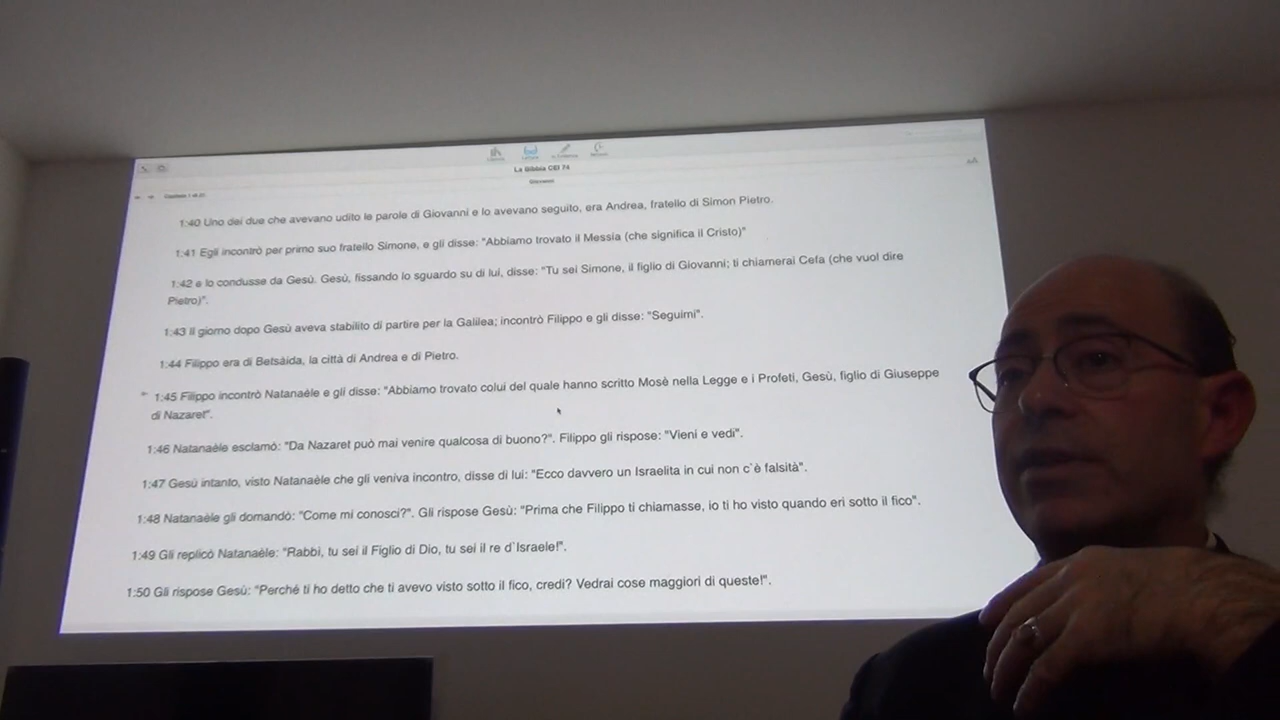 La Bibbia CEI 74
Giovanni
1:40 Uno dei due che avevano udito le parole di Giovanni e lo avevano seguito, era Andrea, fratello di Simon Pietro.
1:41 Egli incontrò per primo suo fratello Simone, e gli disse: "Abbiamo trovato il Messia (che significa il Cristo)"
1:42 e lo condusse da Gesù. Gesù, fissando lo sguardo su di lui, disse: "Tu sei Simone, il figlio di Giovanni; ti chiamerai Cefa (che vuol dire
Pietro)".
1:43 Il giorno dopo Gesù aveva stabilito di partire per la Galilea; incontrò Filippo e gli disse: "Seguimi".
1:44 Filippo era di Betsàida, la città di Andrea e di Pietro.
1:45 Filippo incontrò Natanaèle e gli disse: "Abbiamo trovato colui del quale hanno scritto Mosè nella Legge e i Profeti, Gesù, figlio di Giuseppe
di Nazaret".
1:46 Natanaèle esclamò: "Da Nazaret può mai venire qualcosa di buono?". Filippo gli rispose: "Vieni e vedi".
1:47 Gesù intanto, visto Natanaèle che gli veniva incontro, disse di lui: "Ecco davvero un Israelita in cui non c`è falsità".
1:48 Natanaèle gli domandò: "Come mi conosci?". Gli rispose Gesù: "Prima che Filippo ti chiamasse, io ti ho visto quando eri sotto il fico".
1:49 Gli replicò Natanaèle: "Rabbì, tu sei il Figlio di Dio, tu sei il re d`Israele!".
1:50 Gli rispose Gesù: "Perché ti ho detto che ti avevo visto sotto il fico, credi? Vedrai cose maggiori di queste!".